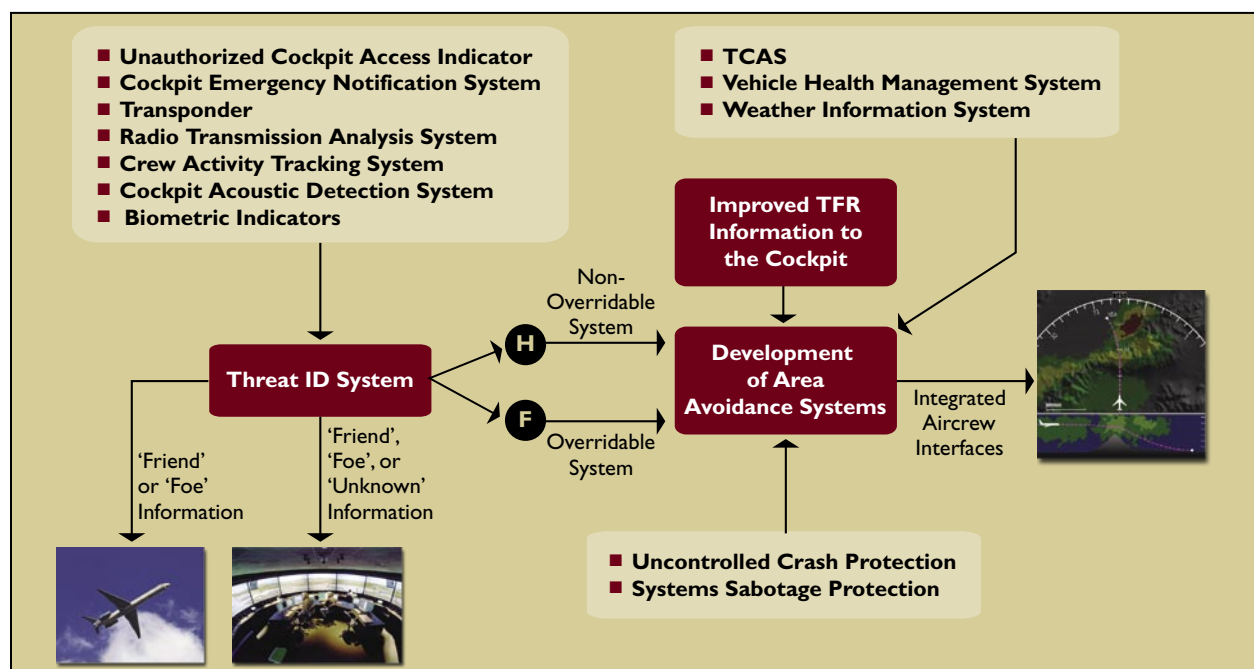 Unauthorized Cockpit Access Indicator
Cockpit Emergency Notification System
Transponder
Radio Transmission Analysis System
Crew Activity Tracking System
Cockpit Acoustic Detection System
Biometric Indicators
TCAS
Vehicle Health Management System
Weather Information System
Improved TFR
Information to
the Cockpit
Non-
Overridable
System
H
Threat ID System
F
Overridable
System
Development
of Area
Avoidance Systems
Integrated
Aircrew
Interfaces
'Friend'
or 'Foe'
Information
'Friend',
'Foe', or
'Unknown'
Information
Uncontrolled Crash Protection
Systems Sabotage Protection